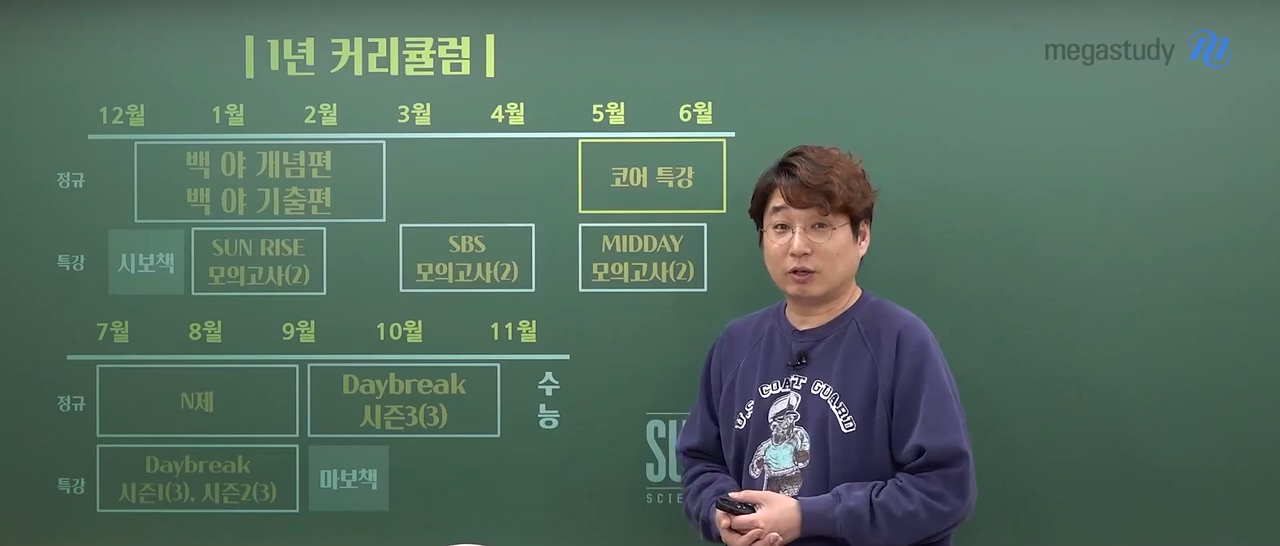 | 1년 커리큘럼 |
megastudy
12월 1월 2월 3월 4월 5월 6월
정규
백 야 개념편
백 야 기출편
코어 특강
특강
시보책
SUN RISE
모의고사(2)
SBS
모의고사(2)
MIDDAY
모의고사(2)
7월 8월 9월 10월 11월
정규
N제
Daybreak
시즌3(3)
수
능
특강
Daybreak
시즌1(3), 시즌2(3)
마보책
U.S COAT GUARD